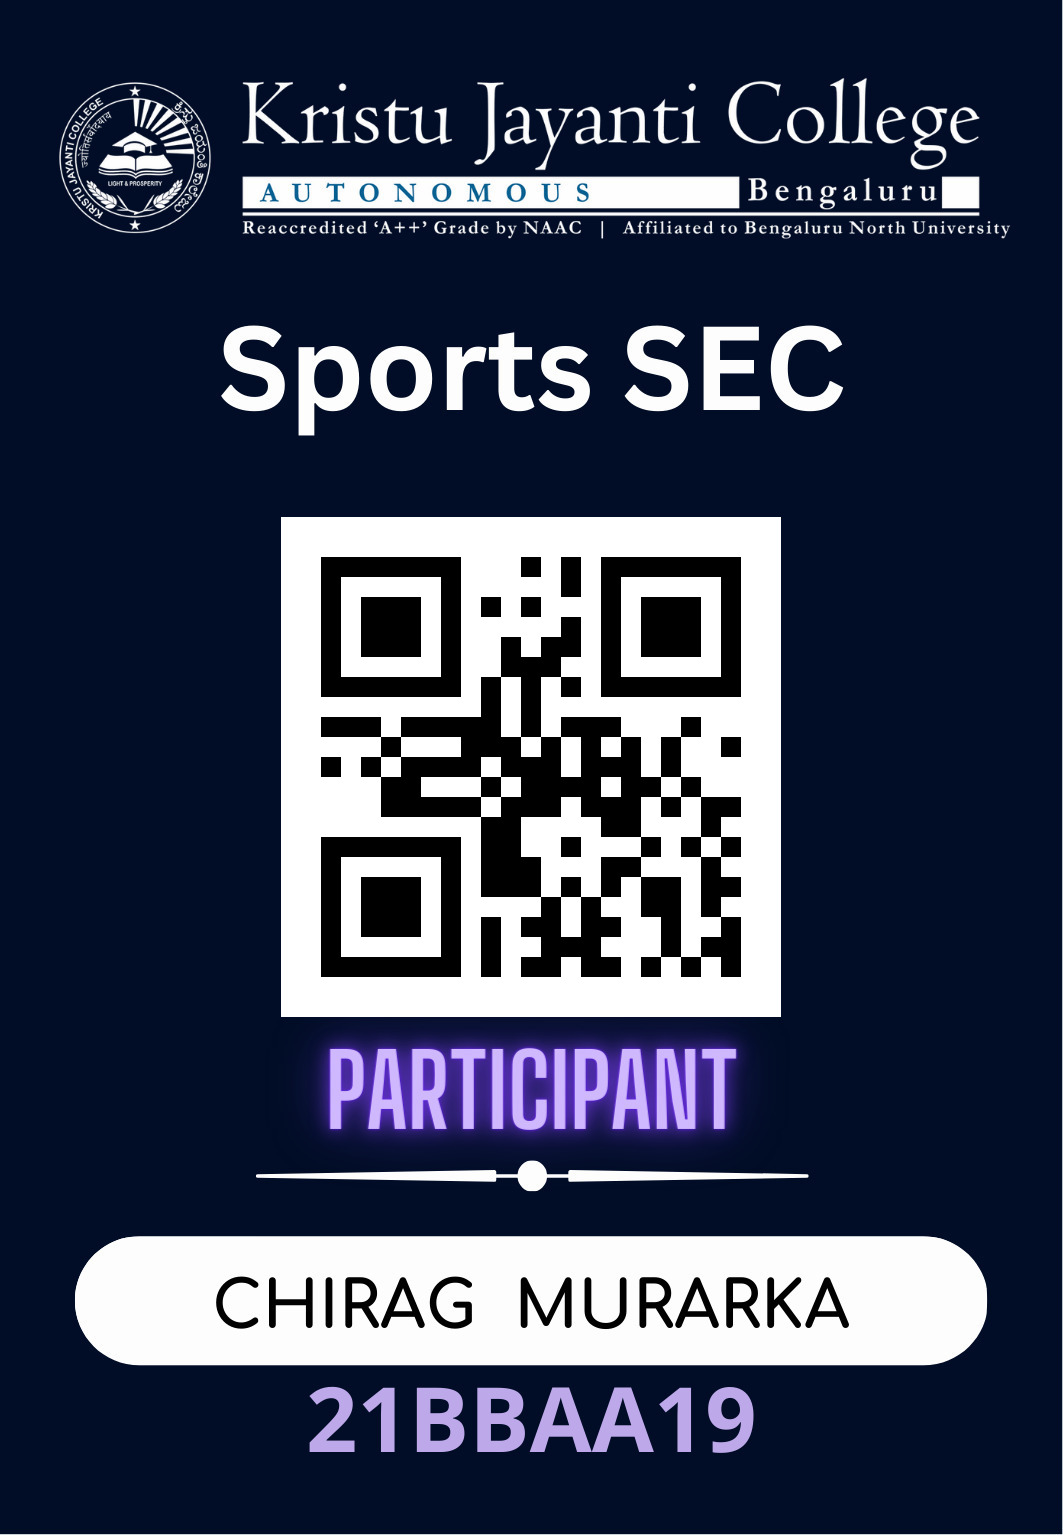 Kristu Jayanti College
AUTONOMOUS Bengaluru
Reaccredited ‘A++’ Grade by NAAC | Affiliated to Bengaluru North University
KRISTU JAYANTI COLLEGE
LIGHT & PROSPERITY
Sports SEC
PARTICIPANT
CHIRAG MURARKA
21BBAA19